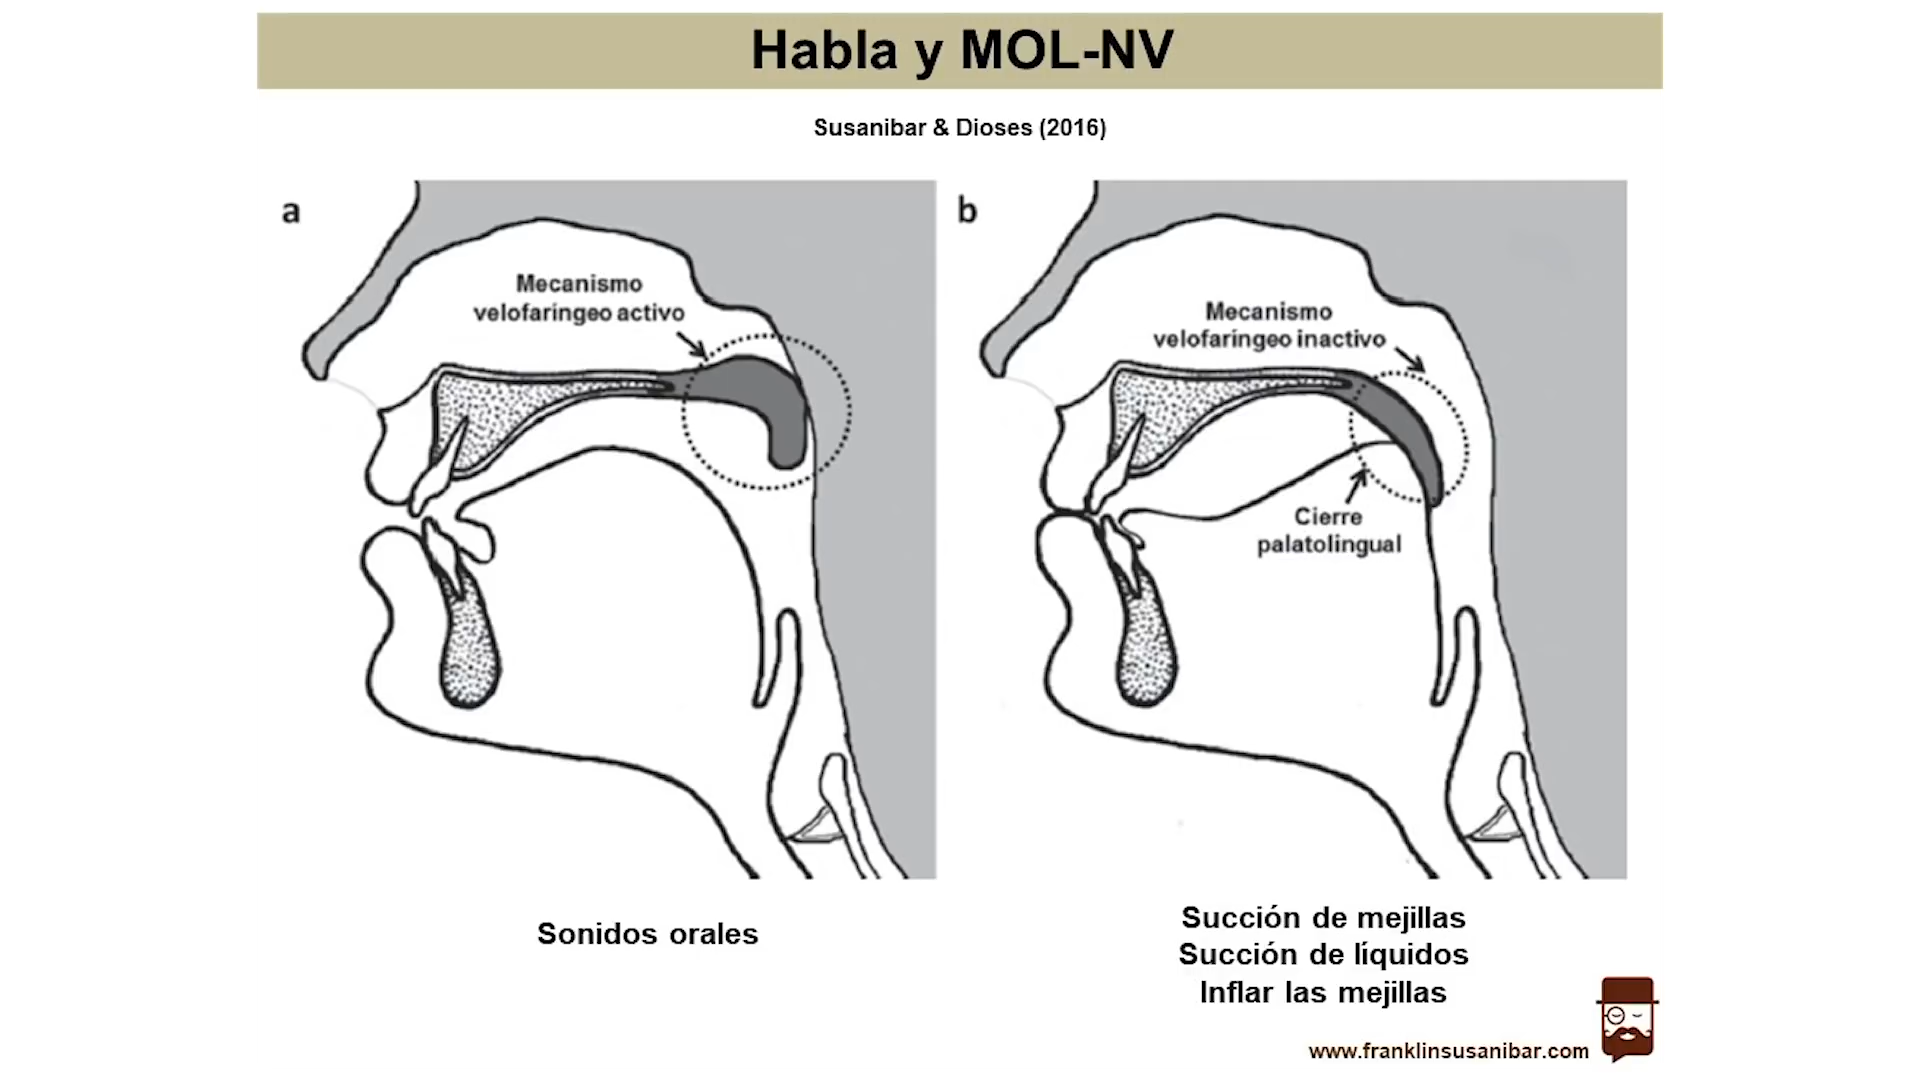 Habla y MOL-NV
Susanibar & Dioses (2016)
a
Mecanismo
velofaríngeo activo
b
Mecanismo
velofaríngeo inactivo
Cierre
palatolingual
Sonidos orales
Succión de mejillas
Succión de líquidos
Inflar las mejillas
www.franklinsusanibar.com